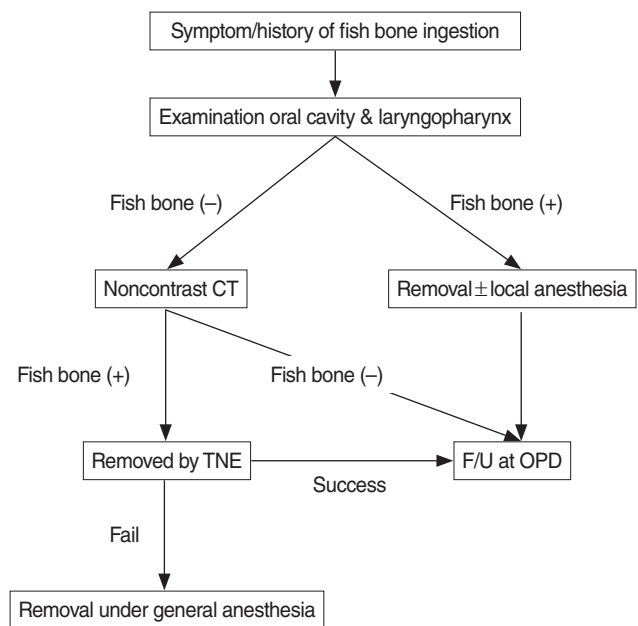 Symptom/history of fish bone ingestion
Examination oral cavity & laryngopharynx
Fish bone (–)
Fish bone (+)
Noncontrast CT
Removal±local anesthesia
Fish bone (+)
Fish bone (–)
Removed by TNE
Success
F/U at OPD
Fail
Removal under general anesthesia